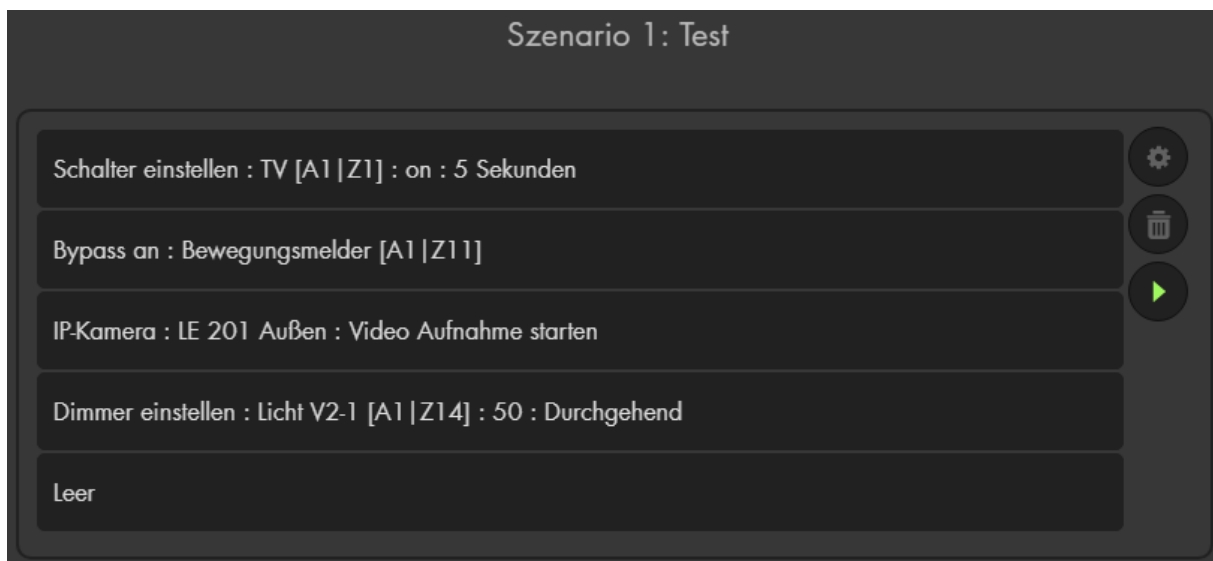 Szenario 1: Test
Schalter einstellen : TV [A1|Z1] : on : 5 Sekunden
Bypass an : Bewegungsmelder [A1|Z11]
IP-Kamera : LE 201 Außen : Video Aufnahme starten
Dimmer einstellen : Licht V2-1 [A1|Z14] : 50 : Durchgehend
Leer